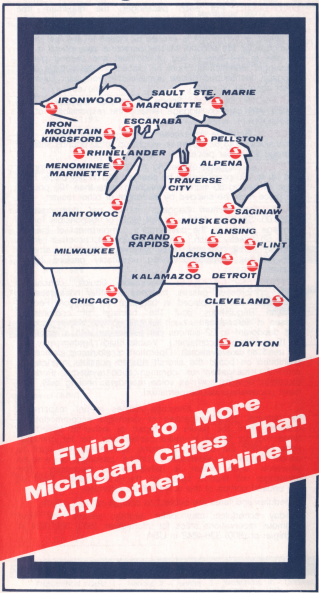 SAULT STE. MARIE
IRONWOOD
MARQUETTE
ESCANABA
IRON
MOUNTAIN
KINGSFORD
PELLSTON
RHINELANDER
ALPENA
MENOMINEE
MARINETTE
TRAVERSE
CITY
MANITOWOC
SAGINAW
MUSKEGON
LANSING
GRAND
RAPIDS
FLINT
MILWAUKEE
JACKSON
KALAMAZOO
DETROIT
CHICAGO
CLEVELAND
DAYTON
Flying to More
Michigan Cities Than
Any Other Airline!